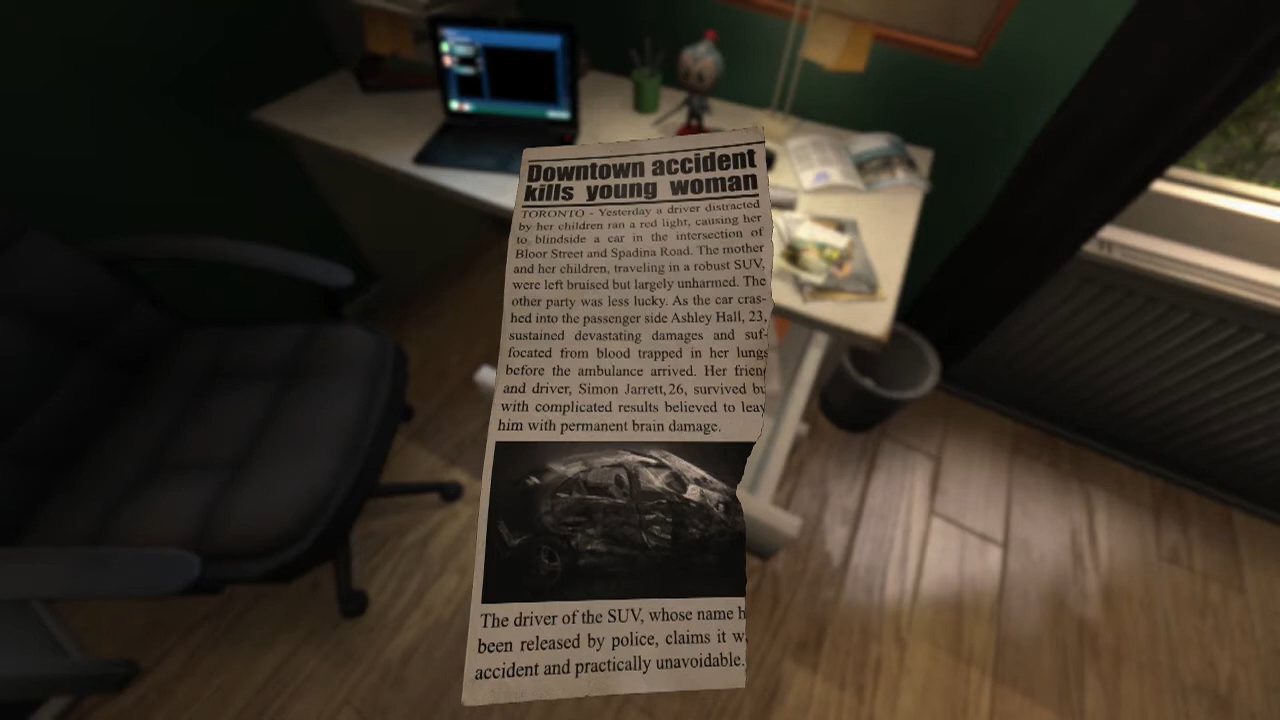 Downtown accident
kills young woman
TORONTO - Yesterday a driver distracted
by her children ran a red light, causing her
to blindside a car in the intersection of
Bloor Street and Spadina Road. The mother
and her children, traveling in a robust SUV,
were left bruised but largely unharmed. The
other party was less lucky. As the car cras-
hed into the passenger side Ashley Hall, 23,
sustained devastating damages and suf-
focated from blood trapped in her lungs
before the ambulance arrived. Her frien
and driver, Simon Jarrett, 26, survived bu
with complicated results believed to leav
him with permanent brain damage.
The driver of the SUV, whose name h
been released by police, claims it w
accident and practically unavoidable.